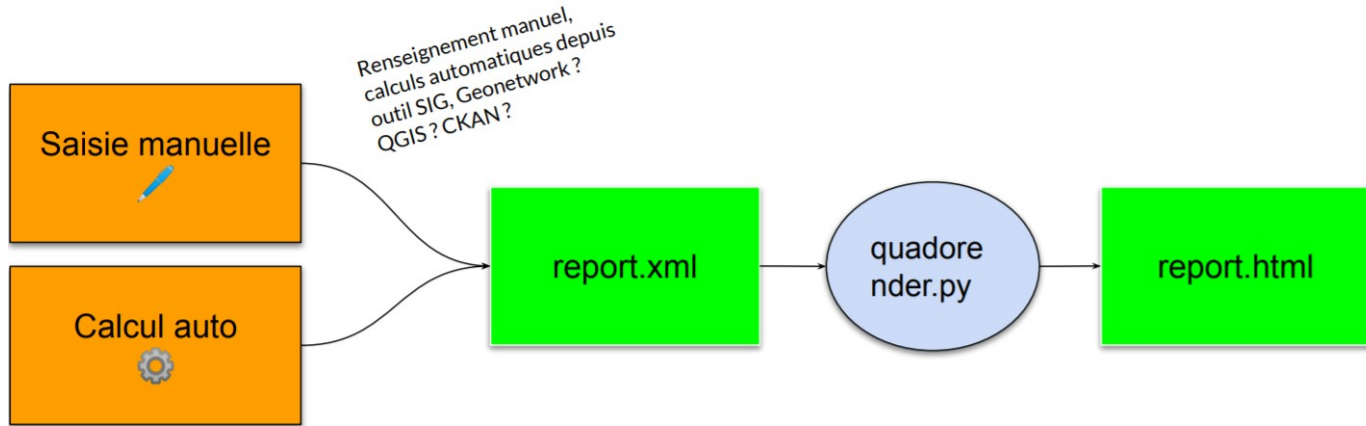 Renseignement manuel,
calculs automatiques depuis
outil SIG, Geonetwork ?
QGIS ? CKAN ?
Saisie manuelle
Calcul auto
report.xml
quadore
nder.py
report.html